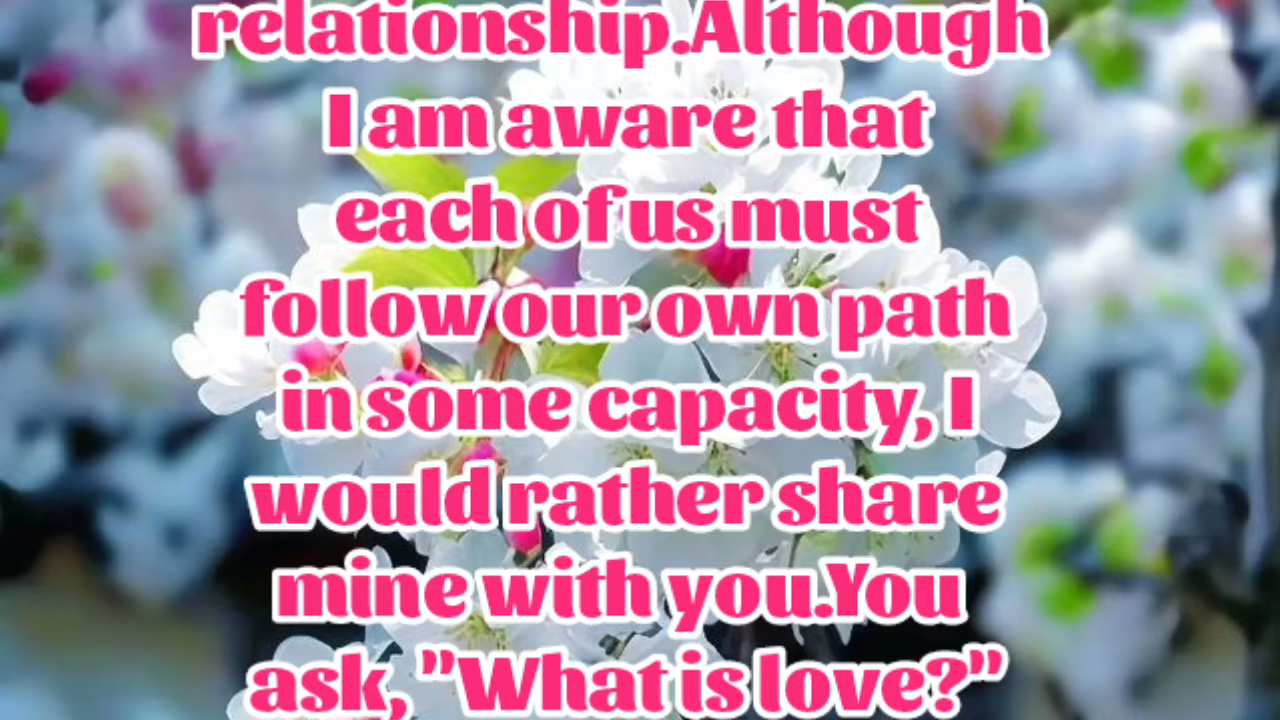 relationship.Although
I am aware that
each of us must
follow our own path
in some capacity, I
would rather share
mine with you.You
ask, "What is love?"